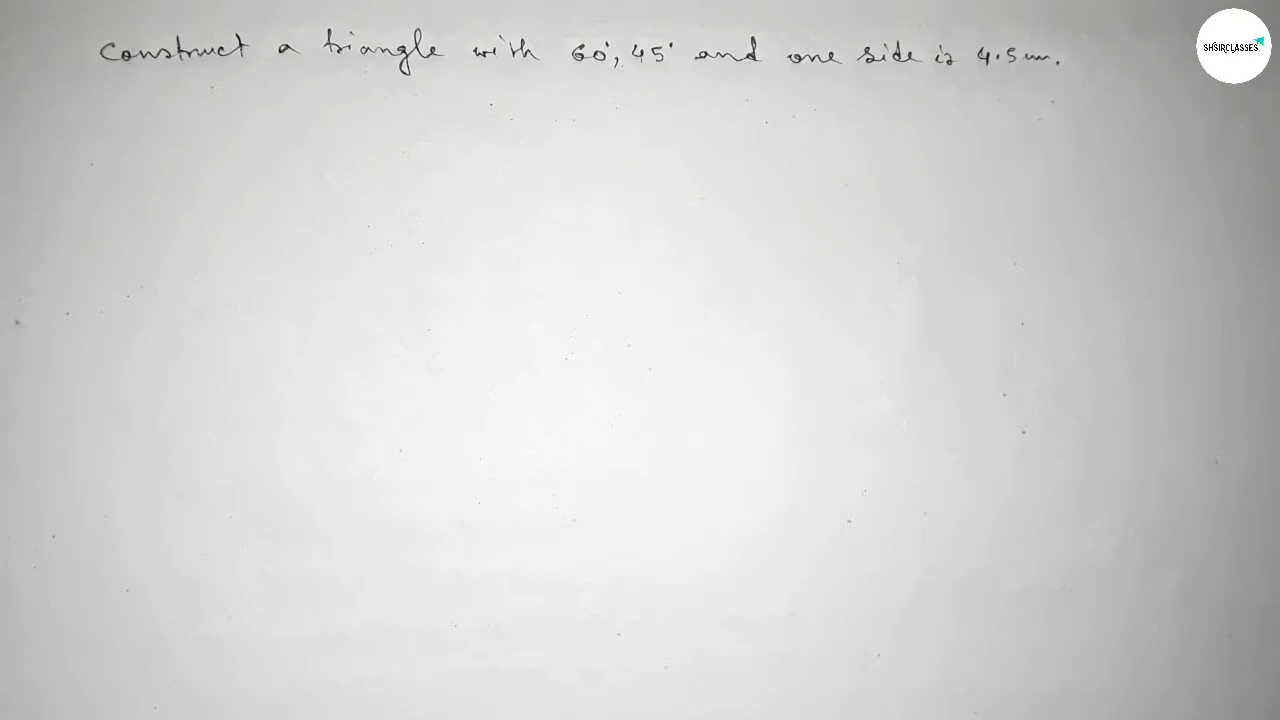 Construct a triangle with 60°, 45° and one side is 4.5 cm.
SHSIRCLASSES